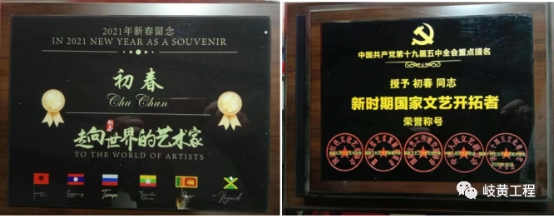 2021年新春留念
IN 2021 NEW YEAR AS A SOUVENIR
初春
Chu Chun
走向世界的艺术家
TO THE WORLD OF ARTISTS
中国共产党第十九届五中全会重点提名
授予 初春 同志
新时期国家文艺开拓者
荣誉称号
岐黄工程